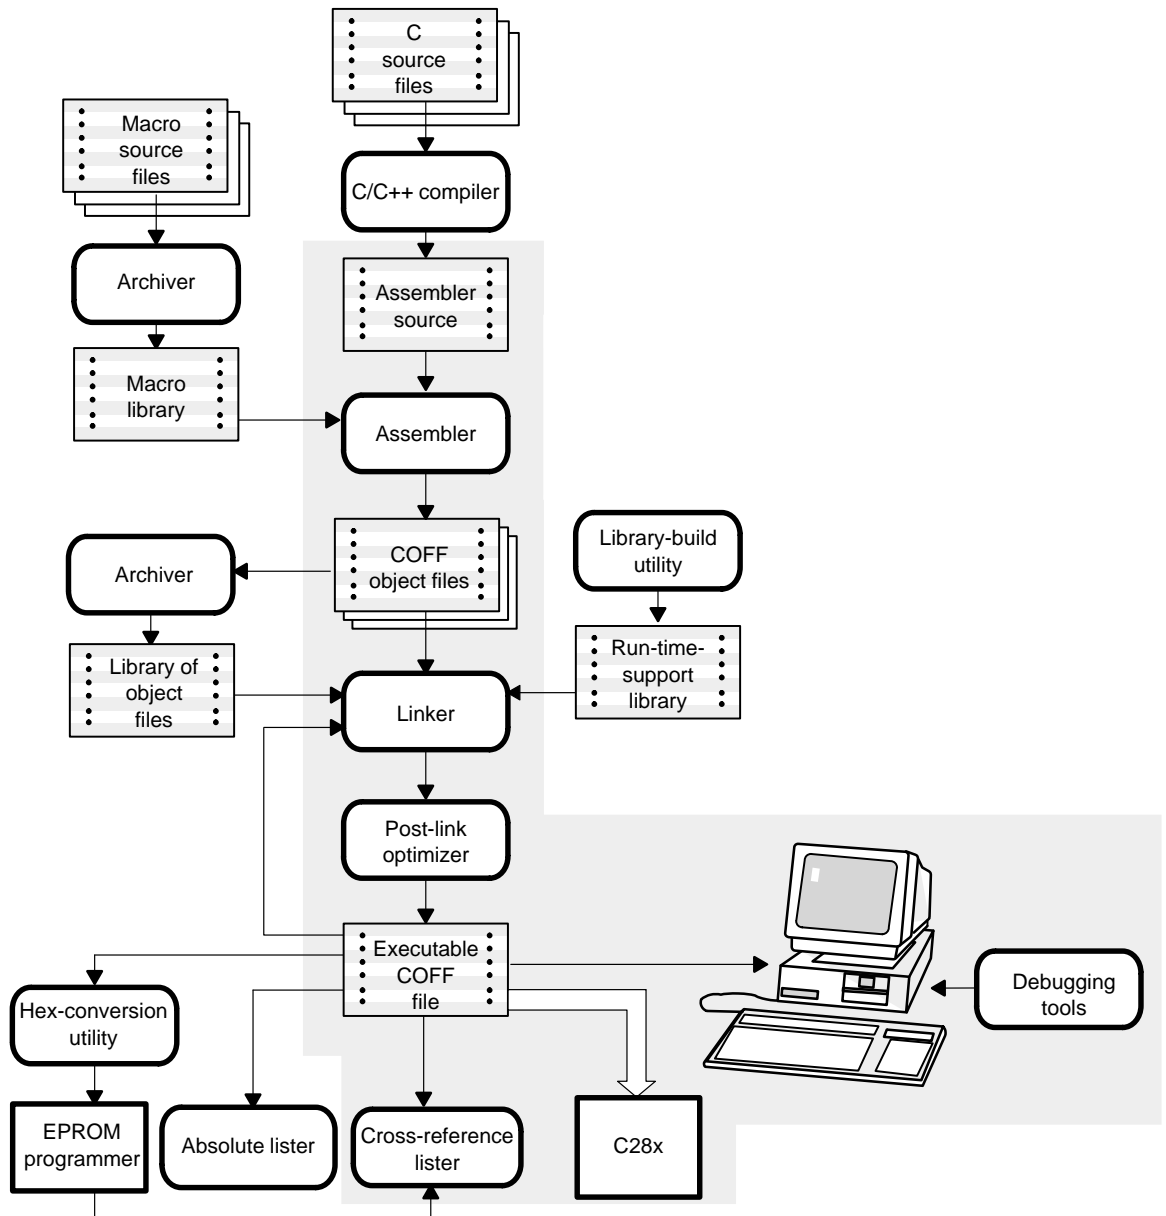 C
source
files
Macro
source
files
C/C++ compiler
Archiver
Assembler
source
Macro
library
Assembler
COFF
object files
Library-build
utility
Archiver
Run-time-
support
library
Library of
object
files
Linker
Post-link
optimizer
Executable
COFF
file
Debugging
tools
Hex-conversion
utility
EPROM
programmer
Absolute lister
Cross-reference
lister
C28x